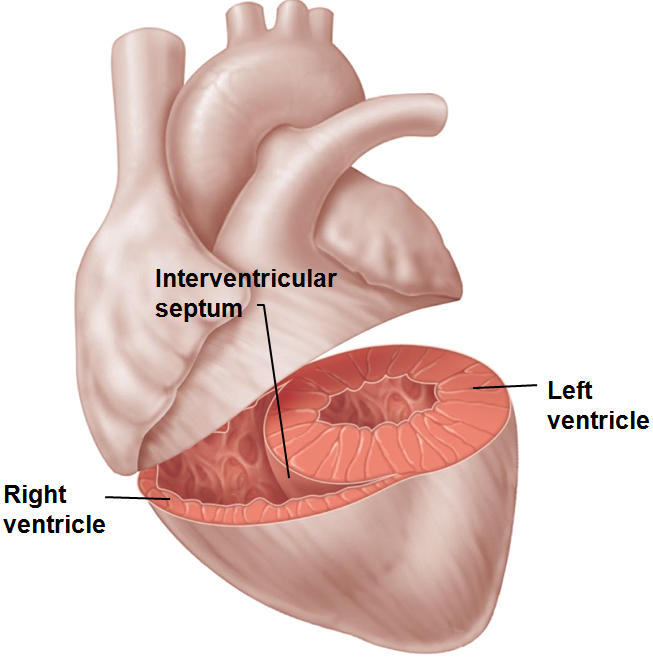 Interventricular
septum
Left
ventricle
Right
ventricle